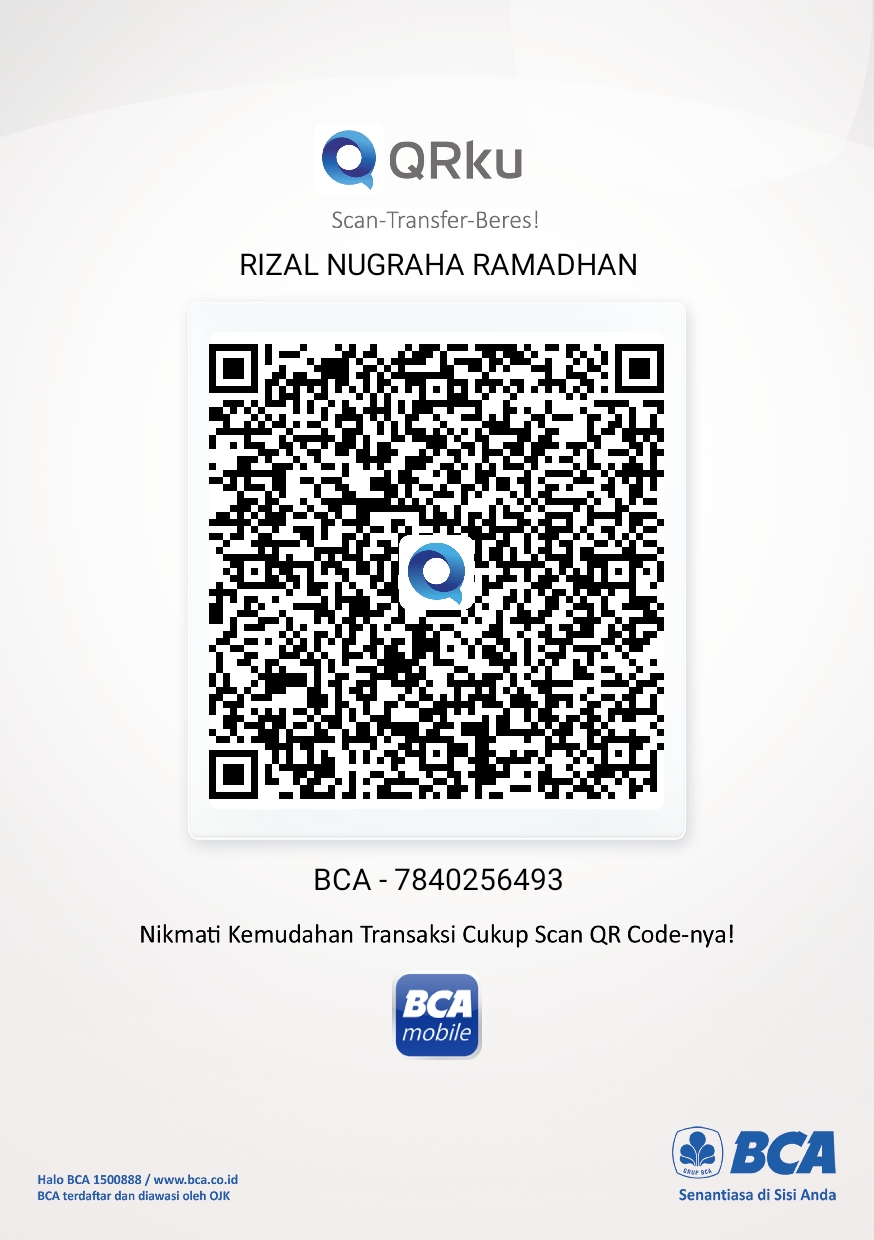 QRku
Scan-Transfer-Beres!
RIZAL NUGRAHA RAMADHAN
BCA - 7840256493
Nikmati Kemudahan Transaksi Cukup Scan QR Code-nya!
BCA
mobile
GRUP BCA
BCA
Senantiasa di Sisi Anda
Halo BCA 1500888 / www.bca.co.id
BCA terdaftar dan diawasi oleh OJK